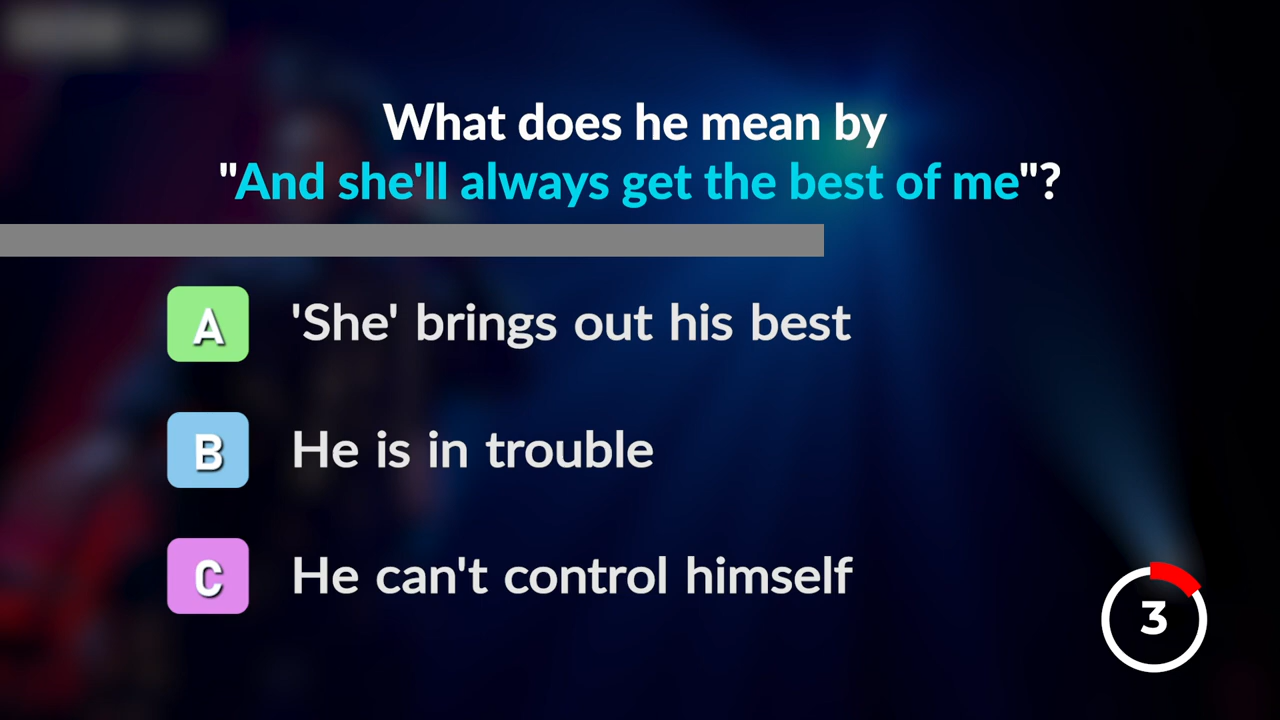 What does he mean by
"And she'll always get the best of me"?
A 'She' brings out his best
B He is in trouble
C He can't control himself
3